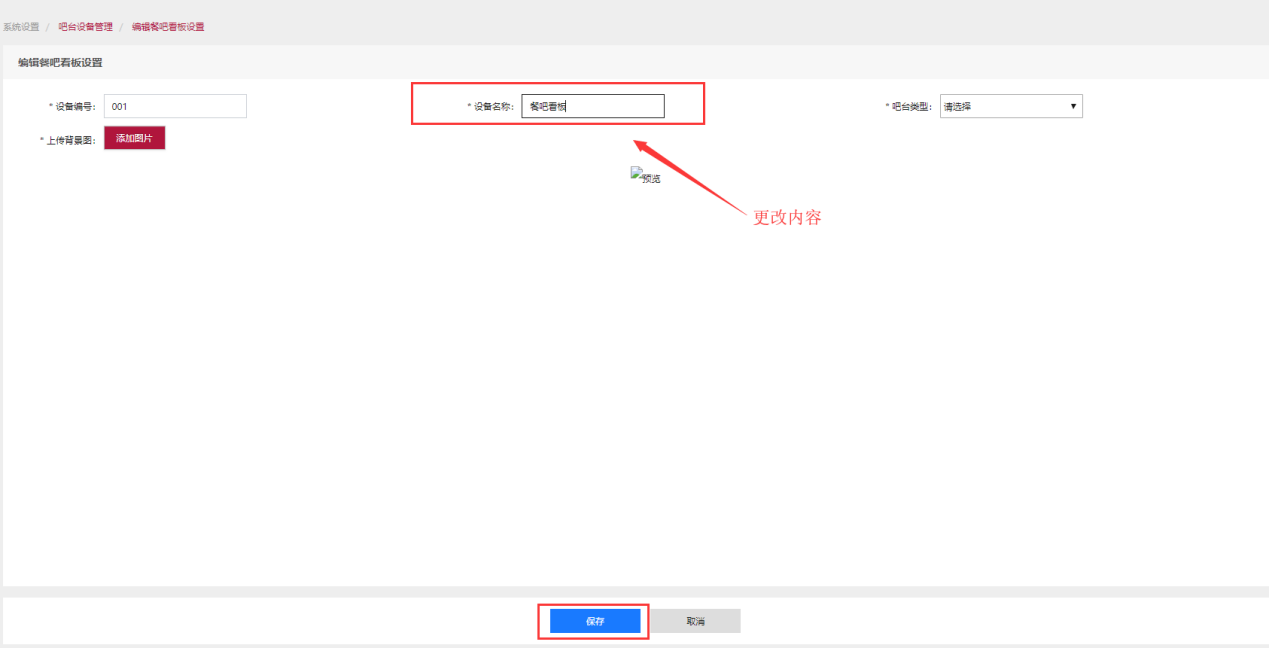 系统设置 / 吧台设备管理 / 编辑餐吧看板设置
编辑餐吧看板设置
* 设备编号: 001
* 设备名称: 餐吧看板
* 吧台类型: 请选择
* 上传背景图: 添加图片
预览
更改内容
保存 取消